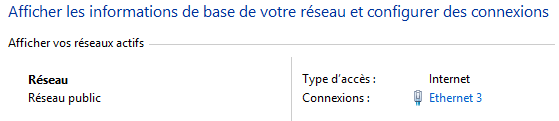 Afficher les informations de base de votre réseau et configurer des connexions
Afficher vos réseaux actifs
Réseau
Réseau public
Type d'accès : Internet
Connexions : Ethernet 3